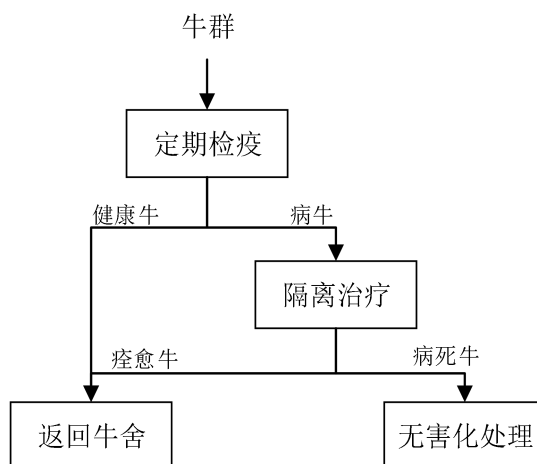 牛群
定期检疫
健康牛
病牛
隔离治疗
痊愈牛
病死牛
返回牛舍
无害化处理